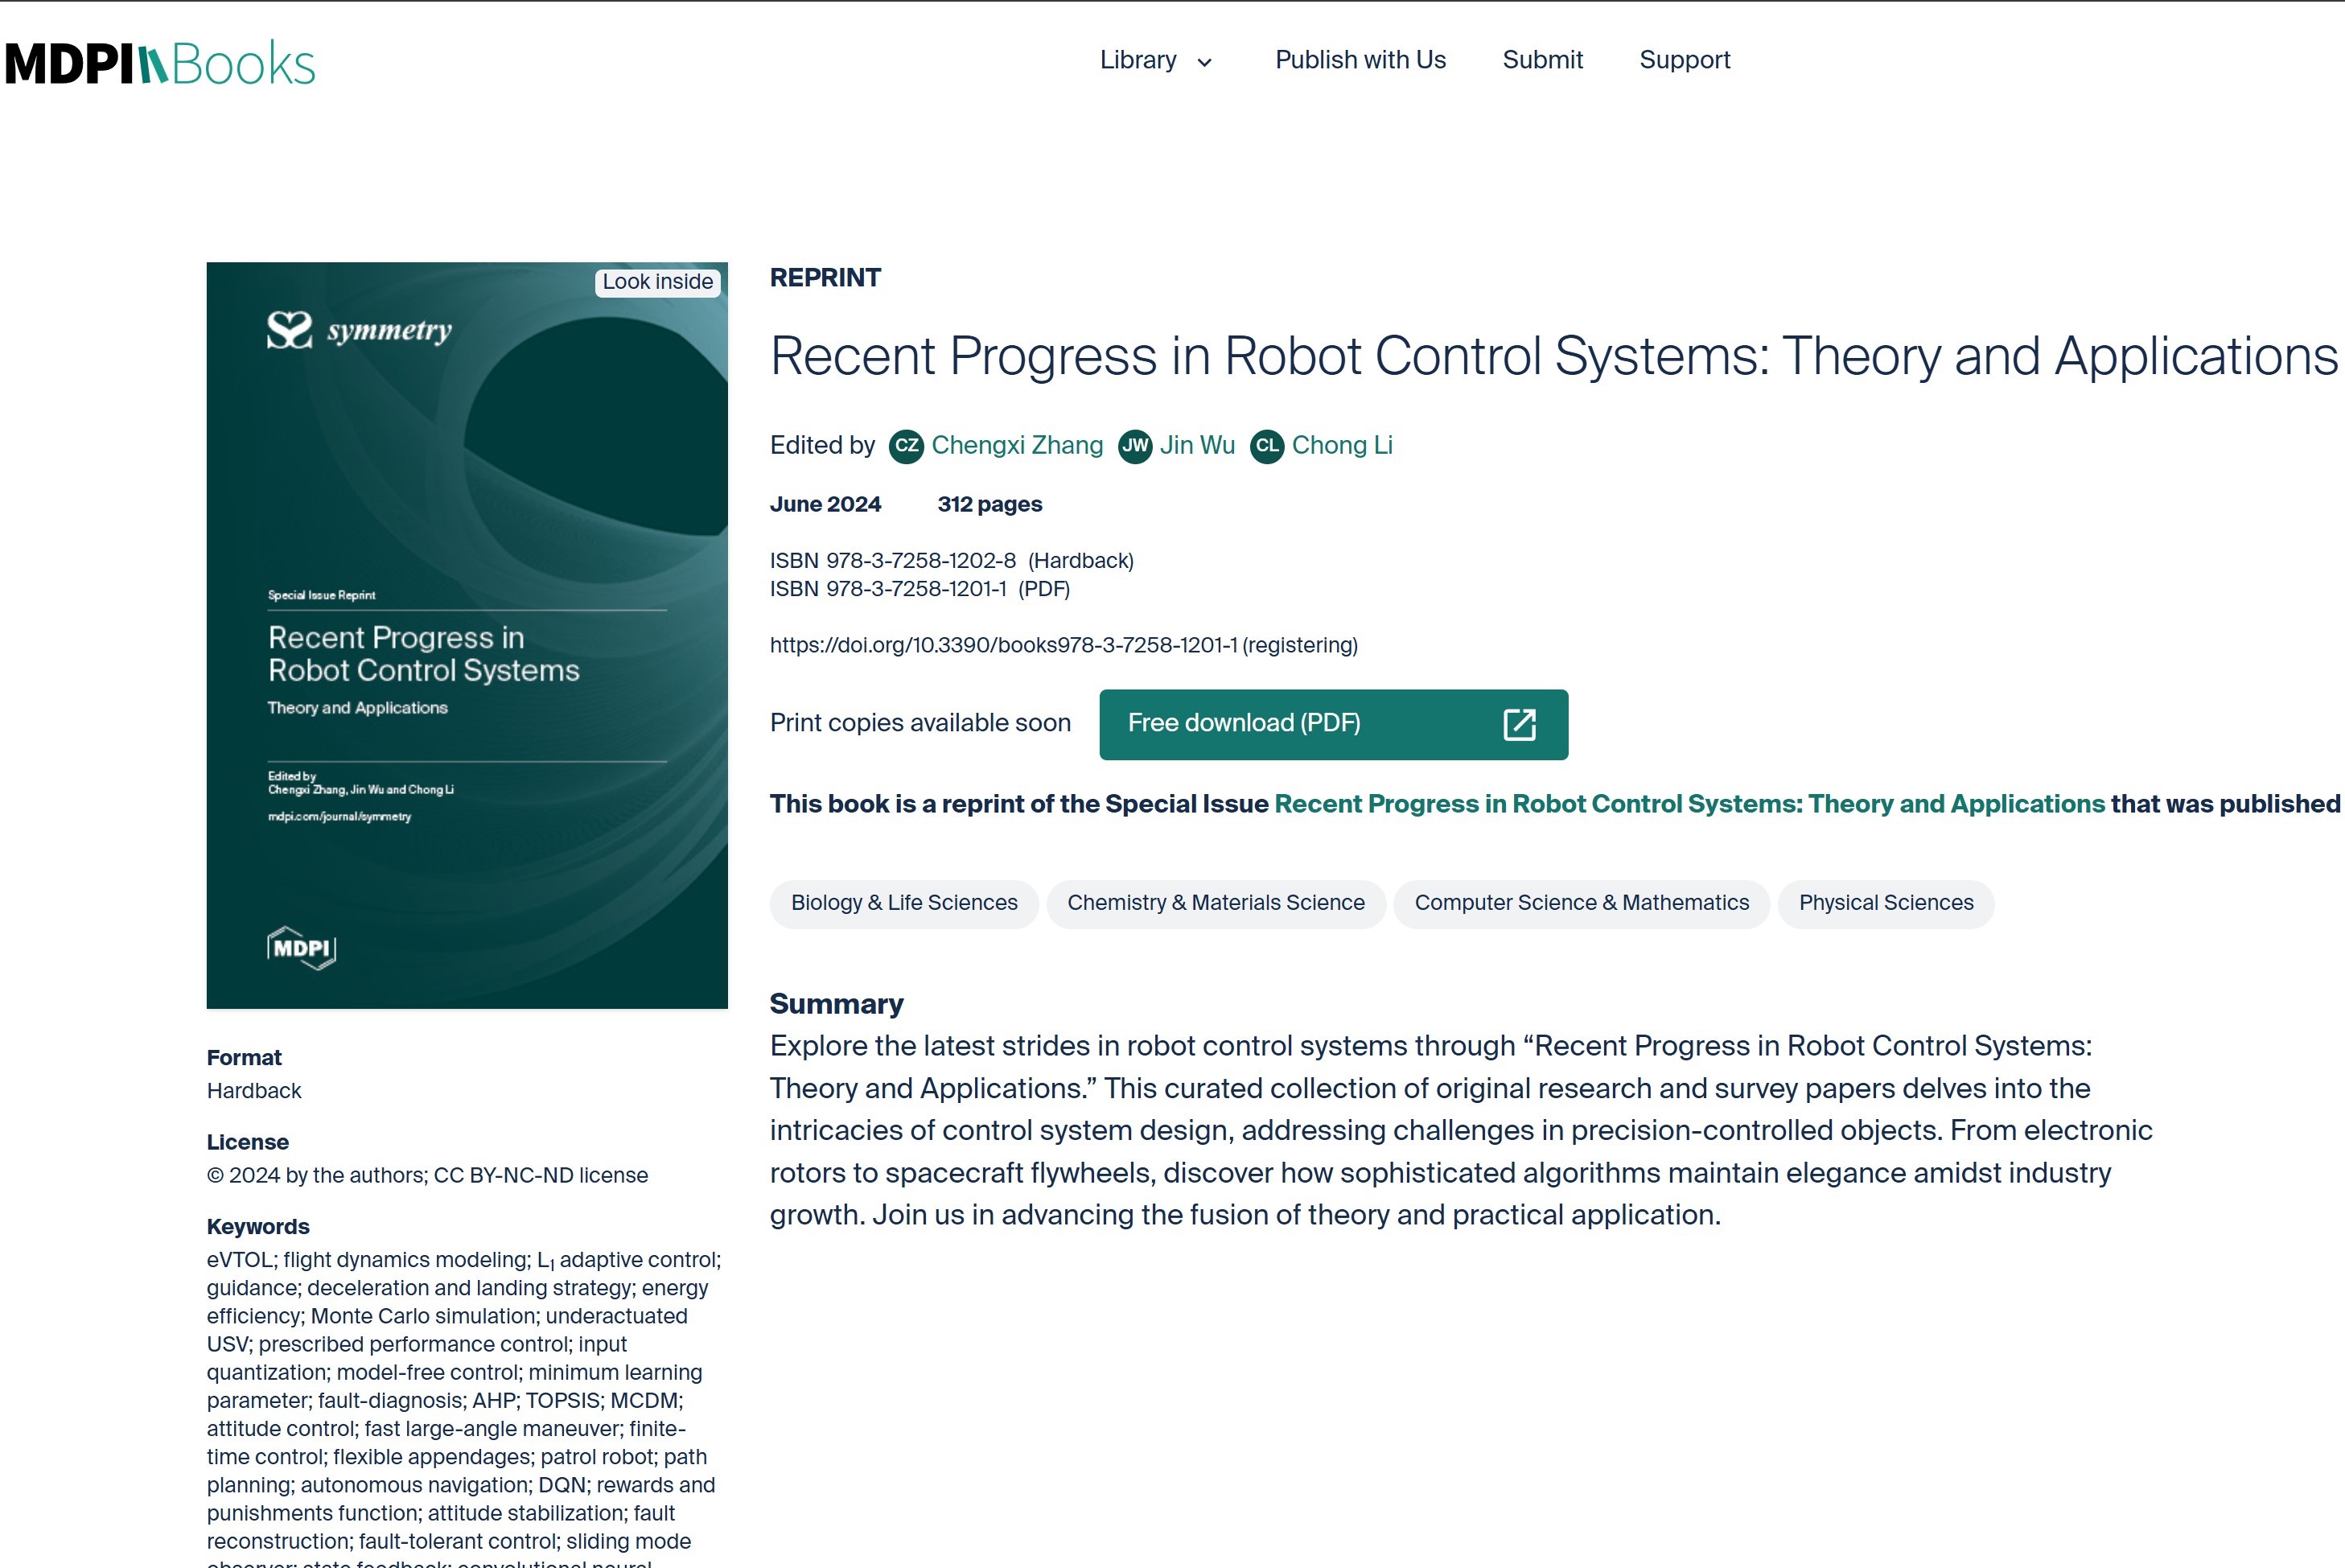 MDPI Books
Library Publish with Us Submit Support
Look inside
symmetry
Special Issue Reprint
Recent Progress in
Robot Control Systems
Theory and Applications
Edited by
Chengxi Zhang, Jin Wu and Chong Li
mdpi.com/journal/symmetry
MDPI
Format
Hardback
License
© 2024 by the authors; CC BY-NC-ND license
Keywords
eVTOL; flight dynamics modeling; L1 adaptive control;
guidance; deceleration and landing strategy; energy
efficiency; Monte Carlo simulation; underactuated
USV; prescribed performance control; input
quantization; model-free control; minimum learning
parameter; fault-diagnosis; AHP; TOPSIS; MCDM;
attitude control; fast large-angle maneuver; finite-
time control; flexible appendages; patrol robot; path
planning; autonomous navigation; DQN; rewards and
punishments function; attitude stabilization; fault
reconstruction; fault-tolerant control; sliding mode
observer; state feedback; convolutional neural
REPRINT
Recent Progress in Robot Control Systems: Theory and Applications
Edited by CZ Chengxi Zhang JW Jin Wu CL Chong Li
June 2024 312 pages
ISBN 978-3-7258-1202-8 (Hardback)
ISBN 978-3-7258-1201-1 (PDF)
https://doi.org/10.3390/books978-3-7258-1201-1 (registering)
Print copies available soon Free download (PDF)
This book is a reprint of the Special Issue Recent Progress in Robot Control Systems: Theory and Applications that was published
Biology & Life Sciences Chemistry & Materials Science Computer Science & Mathematics Physical Sciences
Summary
Explore the latest strides in robot control systems through “Recent Progress in Robot Control Systems:
Theory and Applications.” This curated collection of original research and survey papers delves into the
intricacies of control system design, addressing challenges in precision-controlled objects. From electronic
rotors to spacecraft flywheels, discover how sophisticated algorithms maintain elegance amidst industry
growth. Join us in advancing the fusion of theory and practical application.